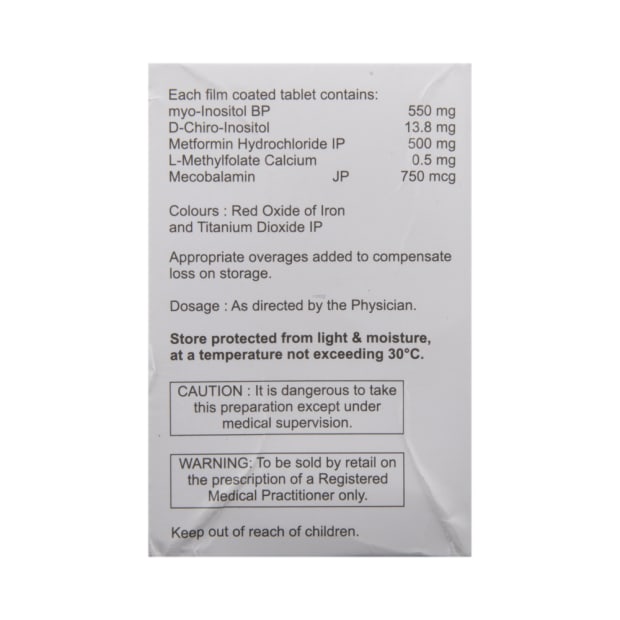 Each film coated tablet contains:
myo-Inositol BP 550 mg
D-Chiro-Inositol 13.8 mg
Metformin Hydrochloride IP 500 mg
L-Methylfolate Calcium 0.5 mg
Mecobalamin JP 750 mcg
Colours : Red Oxide of Iron
and Titanium Dioxide IP
Appropriate overages added to compensate
loss on storage.
Dosage : As directed by the Physician.
Store protected from light & moisture,
at a temperature not exceeding 30°C.
CAUTION : It is dangerous to take
this preparation except under
medical supervision.
WARNING: To be sold by retail on
the prescription of a Registered
Medical Practitioner only.
Keep out of reach of children.